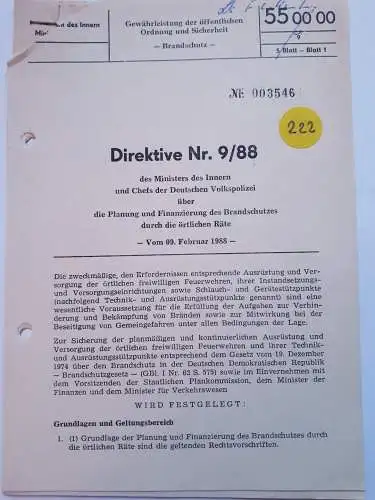 des Innern
Gewährleistung der öffentlichen
Ordnung und Sicherheit
— Brandschutz —
55 00 00
5 Blatt – Blatt 1
№ 003546
222
Direktive Nr. 9/88
des Ministers des Innern
und Chefs der Deutschen Volkspolizei
über
die Planung und Finanzierung des Brandschutzes
durch die örtlichen Räte
— Vom 09. Februar 1988 —
Die zweckmäßige, den Erfordernissen entsprechende Ausrüstung und Ver-
sorgung der örtlichen freiwilligen Feuerwehren, ihrer Instandsetzungs-
und Versorgungseinrichtungen sowie Schlauch- und Gerätestützpunkte
(nachfolgend Technik- und Ausrüstungsstützpunkte genannt) sind eine
wesentliche Voraussetzung für die Erfüllung der Aufgaben zur Verhin-
derung und Bekämpfung von Bränden sowie zur Mitwirkung bei der
Beseitigung von Gemeingefahren unter allen Bedingungen der Lage.
Zur Sicherung der planmäßigen und kontinuierlichen Ausrüstung und
Versorgung der örtlichen freiwilligen Feuerwehren und ihrer Technik-
und Ausrüstungsstützpunkte entsprechend dem Gesetz vom 19. Dezember
1974 über den Brandschutz in der Deutschen Demokratischen Republik
— Brandschutzgesetz — (GBl. I Nr. 62 S. 575) sowie im Einvernehmen mit
dem Vorsitzenden der Staatlichen Plankommission, dem Minister der
Finanzen und dem Minister für Verkehrswesen
WIRD FESTGELEGT:
Grundlagen und Geltungsbereich
1. (1) Grundlage der Planung und Finanzierung des Brandschutzes durch
die örtlichen Räte sind die geltenden Rechtsvorschriften.